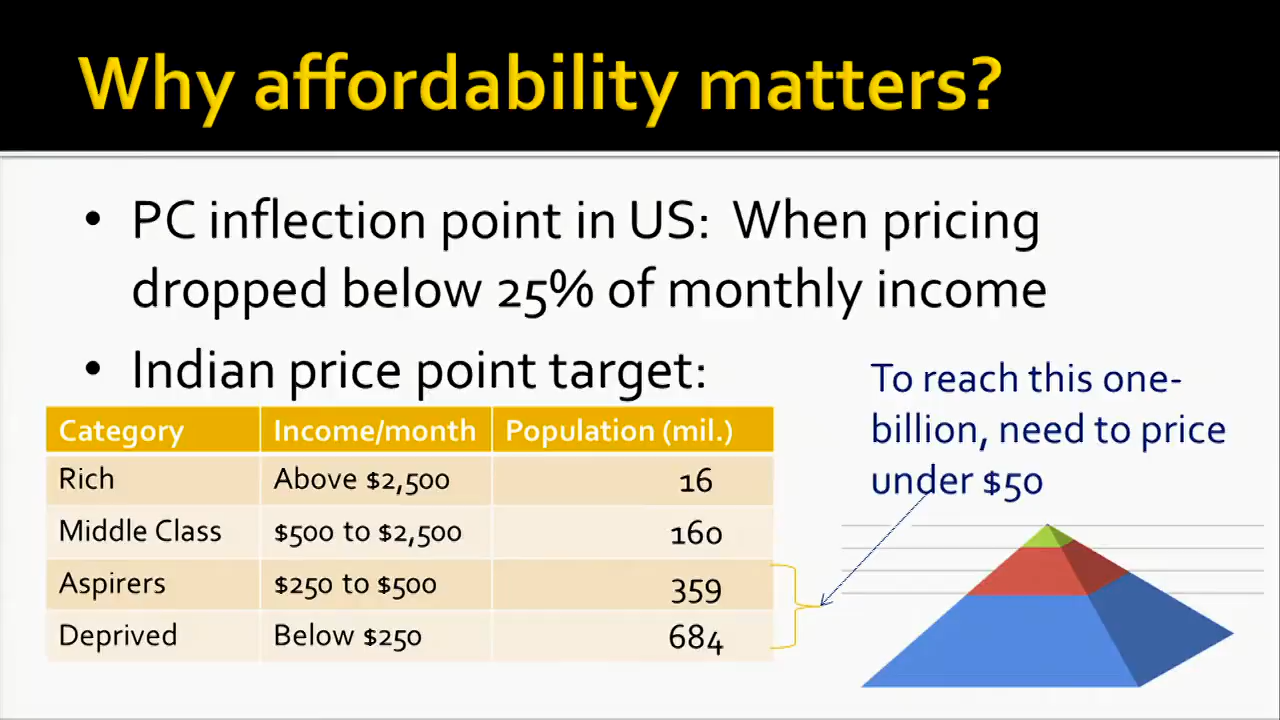 Why affordability matters?
• PC inflection point in US: When pricing
dropped below 25% of monthly income
• Indian price point target:
To reach this one-
billion, need to price
under $50
Category Income/month Population (mil.)
Rich Above $2,500 16
Middle Class $500 to $2,500 160
Aspirers $250 to $500 359
Deprived Below $250 684